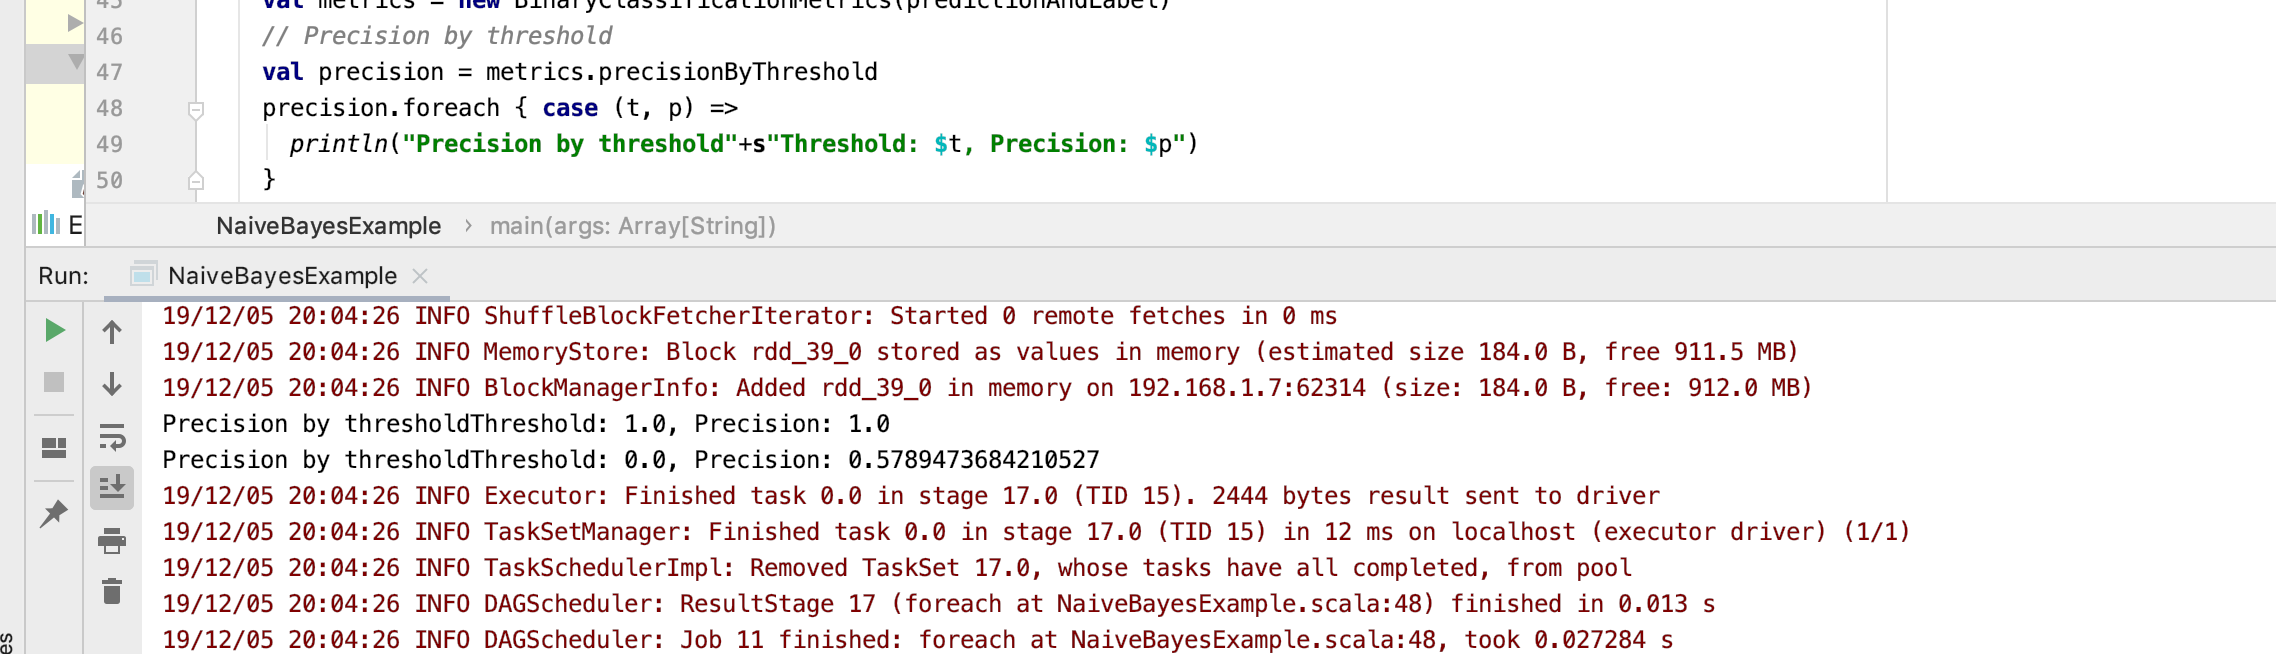 45 val metrics = new BinaryClassificationMetrics(predictionAndLabel)
46 // Precision by threshold
47 val precision = metrics.precisionByThreshold
48 precision.foreach { case (t, p) =>
49 println("Precision by threshold"+s"Threshold: $t, Precision: $p")
50 }
E
NaiveBayesExample › main(args: Array[String])
Run: NaiveBayesExample
19/12/05 20:04:26 INFO ShuffleBlockFetcherIterator: Started 0 remote fetches in 0 ms
19/12/05 20:04:26 INFO MemoryStore: Block rdd_39_0 stored as values in memory (estimated size 184.0 B, free 911.5 MB)
19/12/05 20:04:26 INFO BlockManagerInfo: Added rdd_39_0 in memory on 192.168.1.7:62314 (size: 184.0 B, free: 912.0 MB)
Precision by thresholdThreshold: 1.0, Precision: 1.0
Precision by thresholdThreshold: 0.0, Precision: 0.5789473684210527
19/12/05 20:04:26 INFO Executor: Finished task 0.0 in stage 17.0 (TID 15). 2444 bytes result sent to driver
19/12/05 20:04:26 INFO TaskSetManager: Finished task 0.0 in stage 17.0 (TID 15) in 12 ms on localhost (executor driver) (1/1)
19/12/05 20:04:26 INFO TaskSchedulerImpl: Removed TaskSet 17.0, whose tasks have all completed, from pool
19/12/05 20:04:26 INFO DAGScheduler: ResultStage 17 (foreach at NaiveBayesExample.scala:48) finished in 0.013 s
19/12/05 20:04:26 INFO DAGScheduler: Job 11 finished: foreach at NaiveBayesExample.scala:48, took 0.027284 s